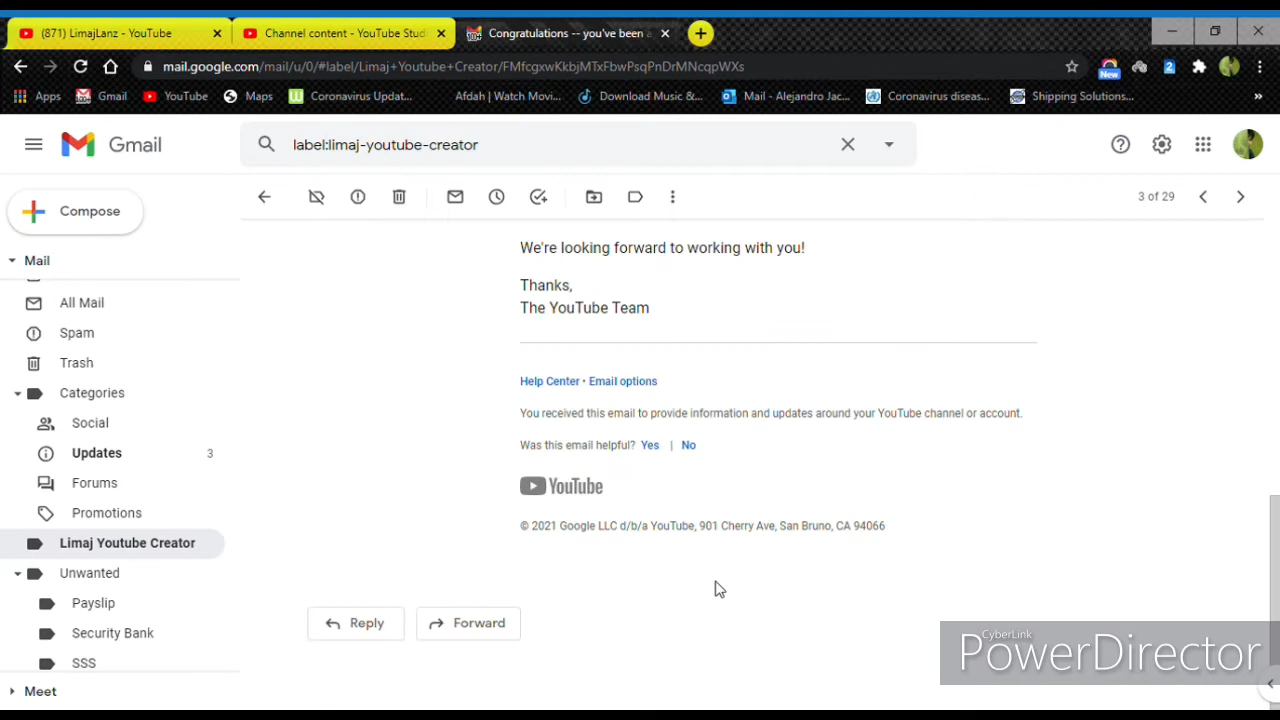 (871) LimajLanz - YouTube
Channel content - YouTube Studi
Congratulations -- you've been a
mail.google.com/mail/u/0/#label/Limaj+Youtube+Creator/FMfcgxwKkbjMTxFbwPsqPnDrMNcqpWXs
New
2
Apps
Gmail
YouTube
Maps
Coronavirus Updat...
Afdah | Watch Movi...
Download Music &...
Mail - Alejandro Jac...
Coronavirus diseas...
Shipping Solutions...
»
Gmail
label:limaj-youtube-creator
Compose
3 of 29
Mail
All Mail
Spam
Trash
Categories
Social
Updates 3
Forums
Promotions
Limaj Youtube Creator
Unwanted
Payslip
Security Bank
SSS
Meet
We're looking forward to working with you!
Thanks,
The YouTube Team
Help Center • Email options
You received this email to provide information and updates around your YouTube channel or account.
Was this email helpful? Yes | No
YouTube
© 2021 Google LLC d/b/a YouTube, 901 Cherry Ave, San Bruno, CA 94066
Reply
Forward
CyberLink
PowerDirector